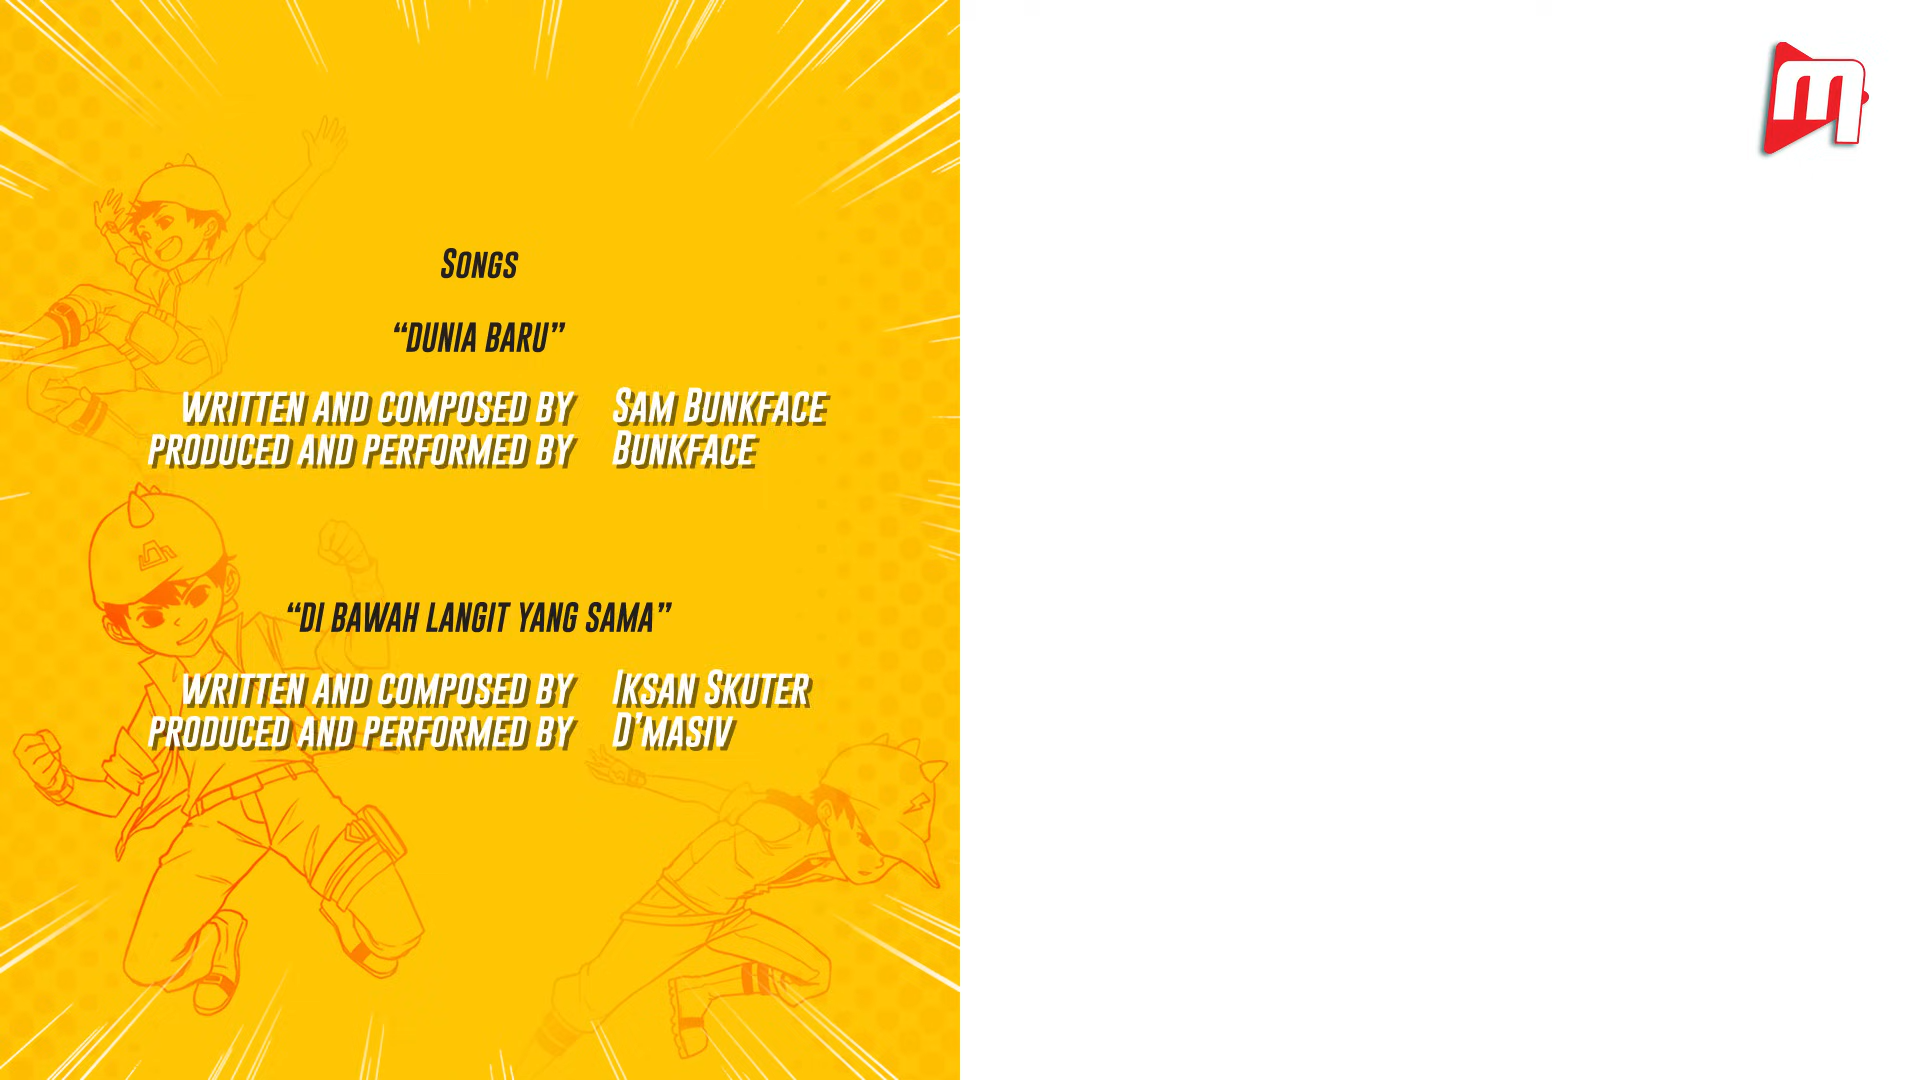 Songs
“DUNIA BARU”
WRITTEN AND COMPOSED BY Sam Bunkface
PRODUCED AND PERFORMED BY Bunkface
“DI BAWAH LANGIT YANG SAMA”
WRITTEN AND COMPOSED BY Iksan Skuter
PRODUCED AND PERFORMED BY D’masiv